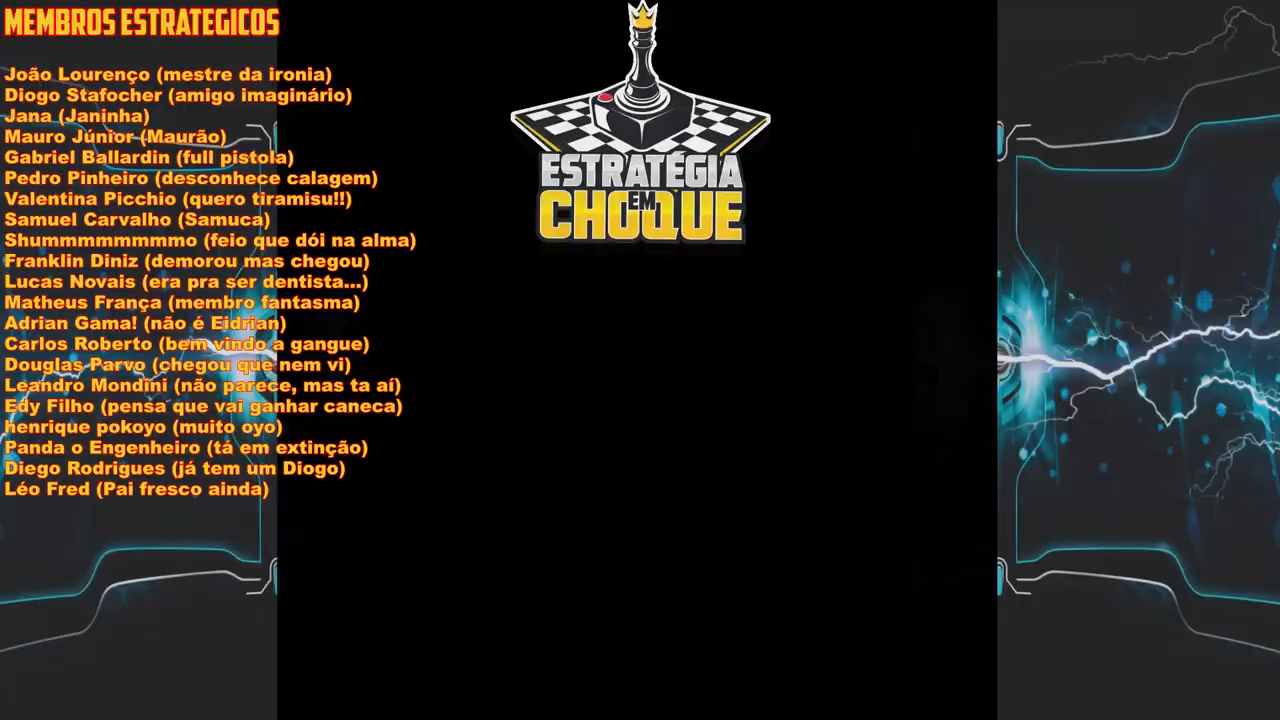 MEMBROS ESTRATEGICOS
João Lourenço (mestre da ironia)
Diogo Stafocher (amigo imaginário)
Jana (Janinha)
Mauro Júnior (Maurão)
Gabriel Ballardin (full pistola)
Pedro Pinheiro (desconhece calagem)
Valentina Picchio (quero tiramisu!!)
Samuel Carvalho (Samuca)
Shummmmmmmmo (feio que dói na alma)
Franklin Diniz (demorou mas chegou)
Lucas Novais (era pra ser dentista...)
Matheus França (membro fantasma)
Adrian Gama! (não é Eidrian)
Carlos Roberto (bem vindo a gangue)
Douglas Parvo (chegou que nem vi)
Leandro Mondini (não parece, mas ta aí)
Edy Filho (pensa que vai ganhar caneca)
henrique pokoyo (muito oyo)
Panda o Engenheiro (tá em extinção)
Diego Rodrigues (já tem um Diogo)
Léo Fred (Pai fresco ainda)
ESTRATÉGIA
EM
CHOQUE